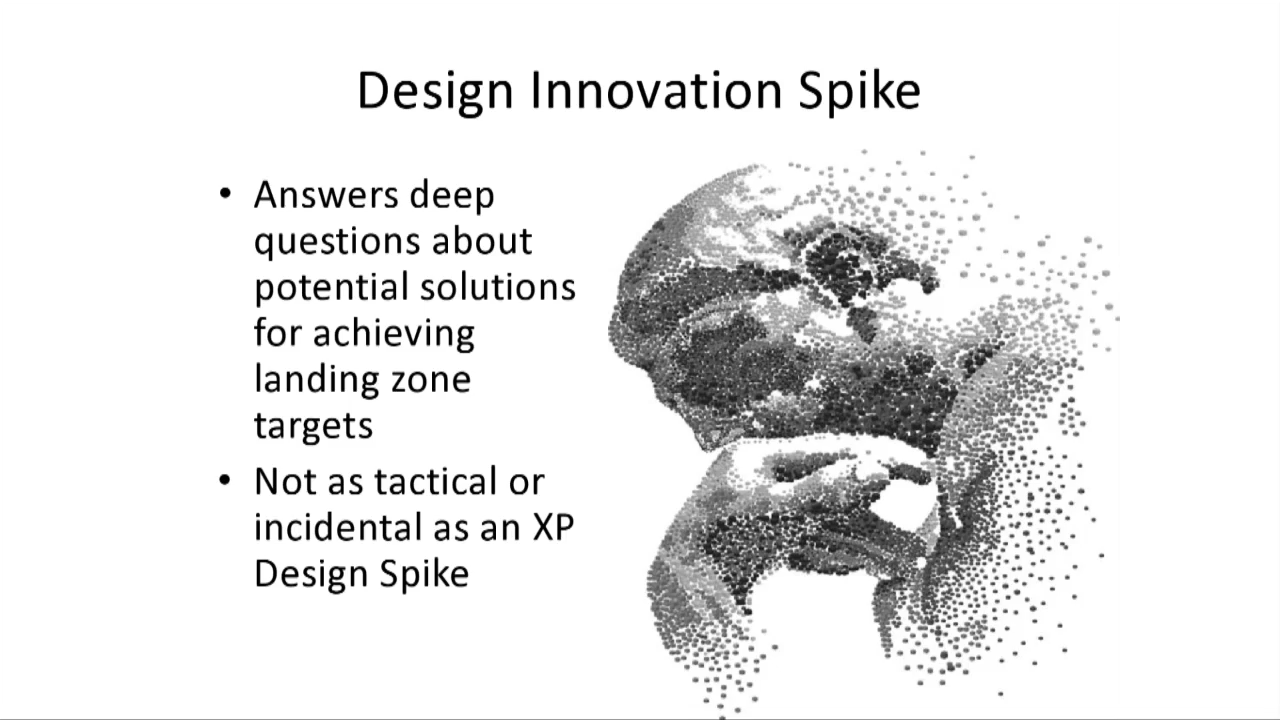 Design Innovation Spike
• Answers deep
questions about
potential solutions
for achieving
landing zone
targets
• Not as tactical or
incidental as an XP
Design Spike